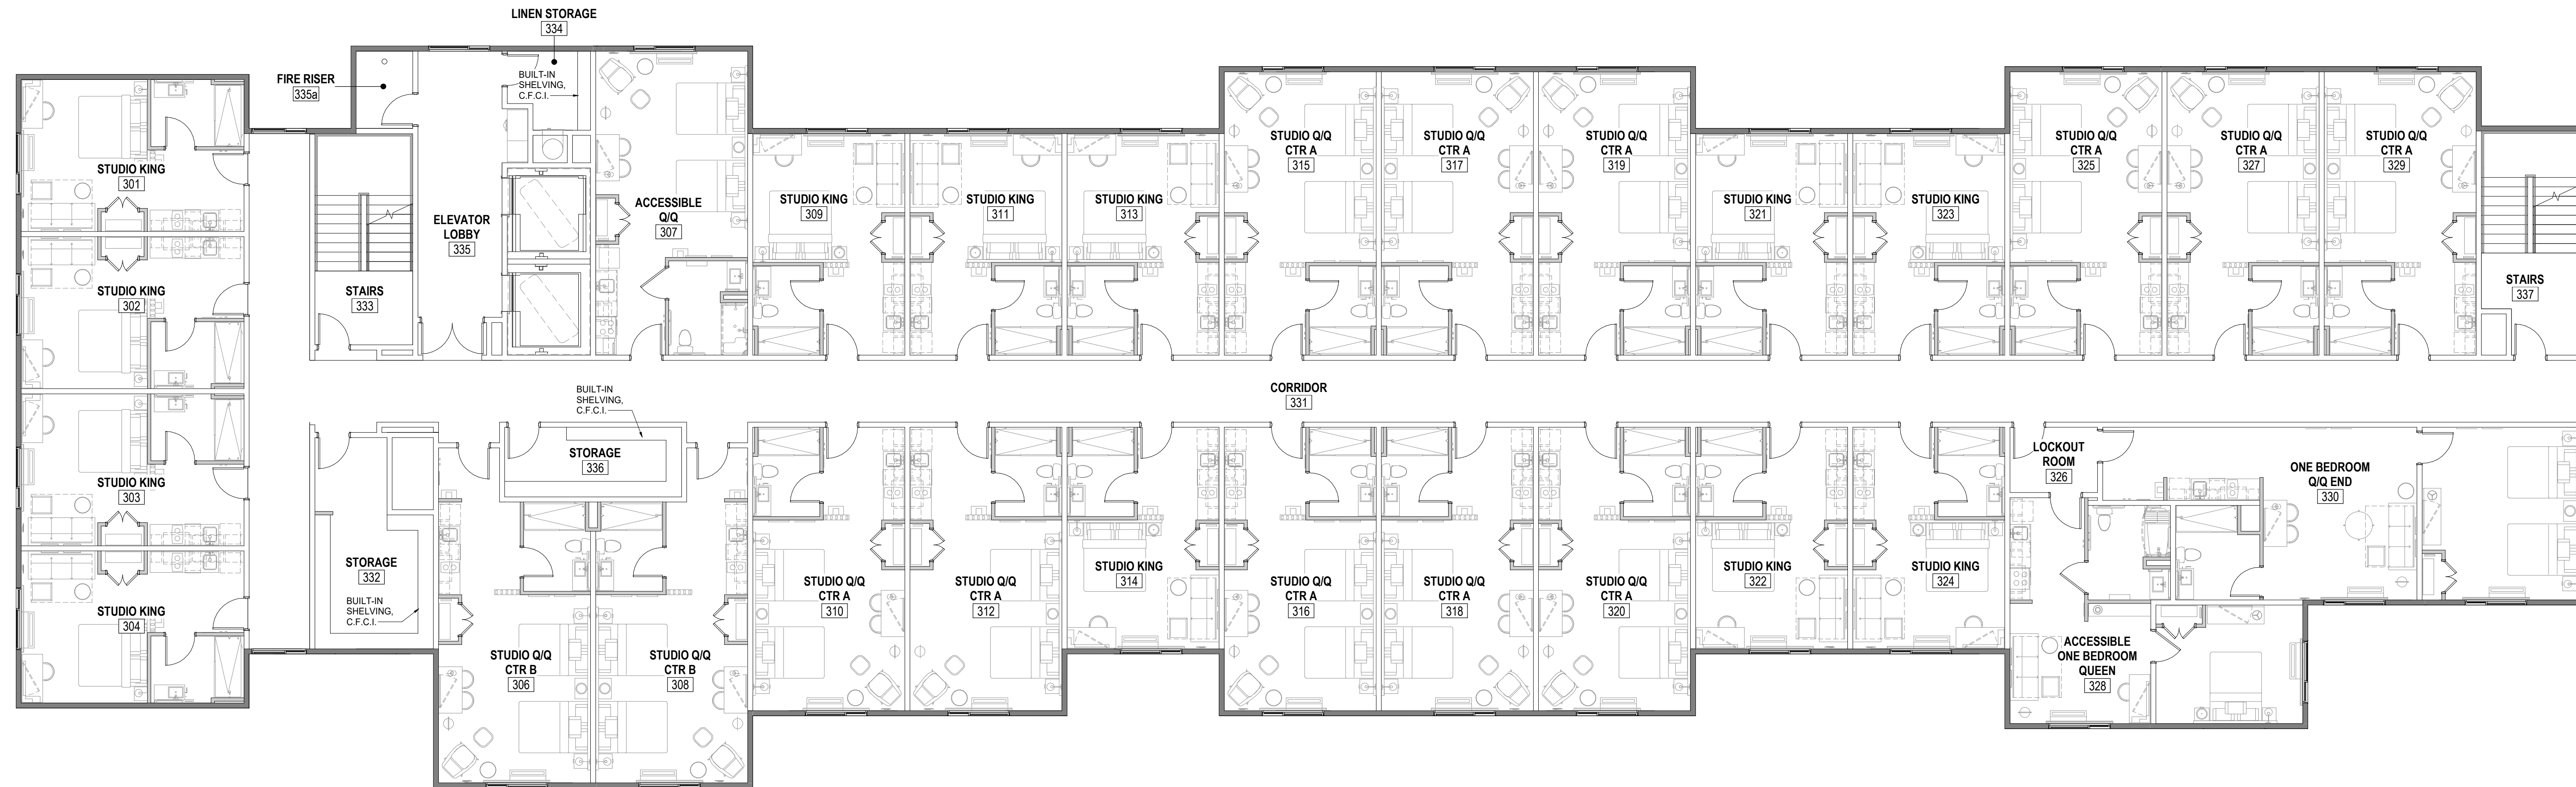 LINEN STORAGE
334
FIRE RISER
335a
BUILT-IN
SHELVING,
C.F.C.I.
STUDIO KING
301
STUDIO KING
302
STUDIO KING
303
STUDIO KING
304
STAIRS
333
ELEVATOR
LOBBY
335
ACCESSIBLE
Q/Q
307
STUDIO KING
309
STUDIO KING
311
STUDIO KING
313
STUDIO Q/Q
CTR A
315
STUDIO Q/Q
CTR A
317
STUDIO Q/Q
CTR A
319
STUDIO KING
321
STUDIO KING
323
STUDIO Q/Q
CTR A
325
STUDIO Q/Q
CTR A
327
STUDIO Q/Q
CTR A
329
STAIRS
337
CORRIDOR
331
BUILT-IN
SHELVING,
C.F.C.I.
STORAGE
336
STORAGE
332
BUILT-IN
SHELVING,
C.F.C.I.
STUDIO Q/Q
CTR B
306
STUDIO Q/Q
CTR B
308
STUDIO Q/Q
CTR A
310
STUDIO Q/Q
CTR A
312
STUDIO KING
314
STUDIO Q/Q
CTR A
316
STUDIO Q/Q
CTR A
318
STUDIO Q/Q
CTR A
320
STUDIO KING
322
STUDIO KING
324
LOCKOUT
ROOM
326
ONE BEDROOM
Q/Q END
330
ACCESSIBLE
ONE BEDROOM
QUEEN
328